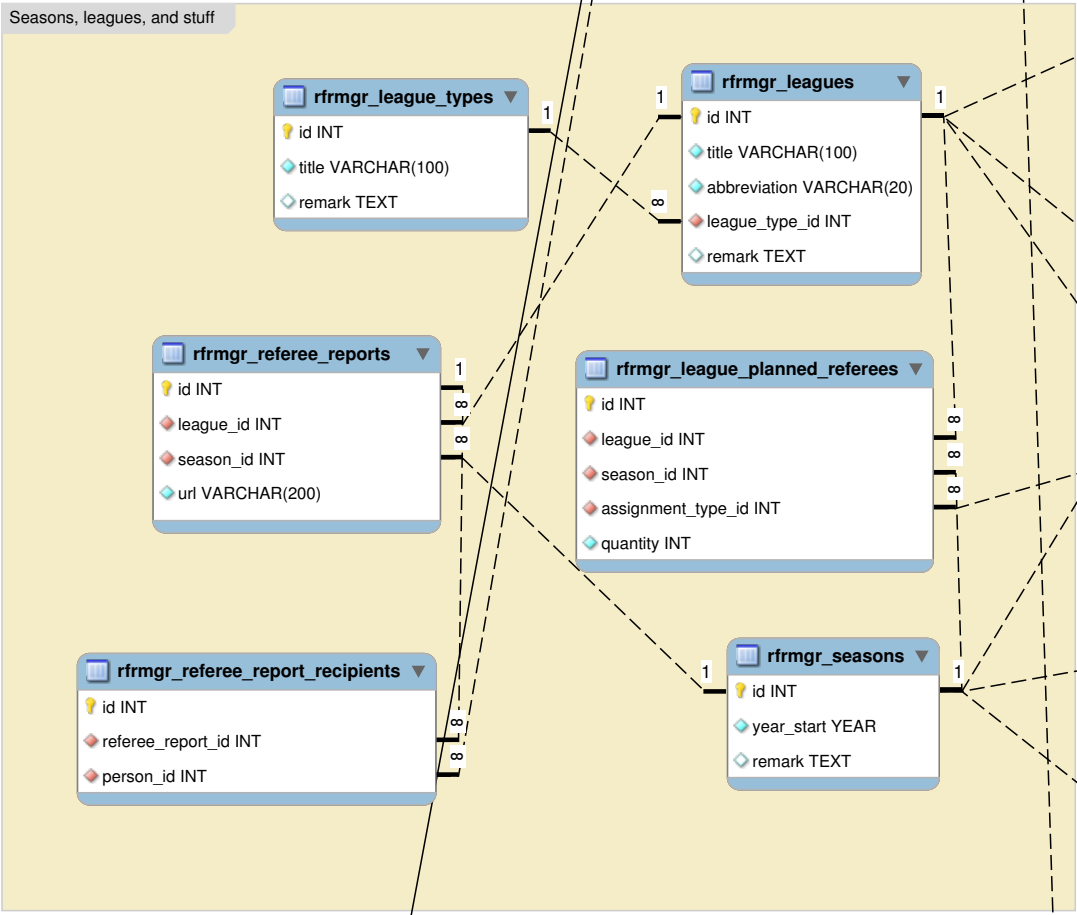 Seasons, leagues, and stuff
rfrmgr_league_types
id INT
title VARCHAR(100)
remark TEXT
1
∞
1
rfrmgr_leagues
id INT
title VARCHAR(100)
abbreviation VARCHAR(20)
league_type_id INT
remark TEXT
1
rfrmgr_referee_reports
id INT
league_id INT
season_id INT
url VARCHAR(200)
1
∞
∞
rfrmgr_league_planned_referees
id INT
league_id INT
season_id INT
assignment_type_id INT
quantity INT
∞
∞
∞
rfrmgr_referee_report_recipients
id INT
referee_report_id INT
person_id INT
∞
∞
1
rfrmgr_seasons
id INT
year_start YEAR
remark TEXT
1